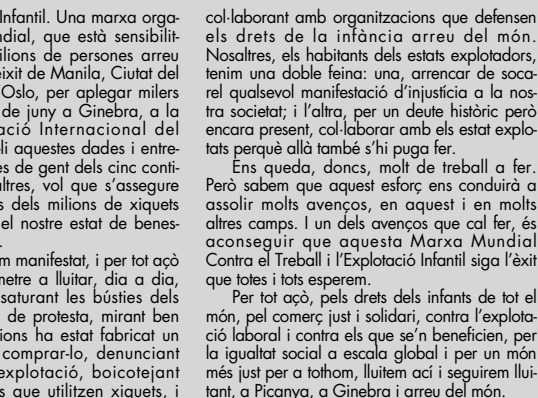 Infantil. Una marxa orga-
ndial, que està sensibilit-
ilions de persones arreu
eixit de Manila, Ciutat del
'Oslo, per aplegar milers
de juny a Ginebra, a la
ació Internacional del
li aquestes dades i entre-
es de gent dels cinc conti-
altres, vol que s'assegure
s dels milions de xiquets
el nostre estat de benes-
.
m manifestat, i per tot açò
metre a lluitar, dia a dia,
saturant les bústies dels
de protesta, mirant ben
ions ha estat fabricat un
comprar-lo, denunciant
explotació, boicotejant
s que utilitzen xiquets, i
col·laborant amb organitzacions que defensen
els drets de la infància arreu del món.
Nosaltres, els habitants dels estats explotadors,
tenim una doble feina: una, arrencar de soca-
rel qualsevol manifestació d'injustícia a la nos-
tra societat; i l'altra, per un deute històric però
encara present, col·laborar amb els estat explo-
tats perquè allà també s'hi puga fer.
Ens queda, doncs, molt de treball a fer.
Però sabem que aquest esforç ens conduirà a
assolir molts avenços, en aquest i en molts
altres camps. I un dels avenços que cal fer, és
aconseguir que aquesta Marxa Mundial
Contra el Treball i l'Explotació Infantil siga l'èxit
que totes i tots esperem.
Per tot açò, pels drets dels infants de tot el
món, pel comerç just i solidari, contra l'explota-
ció laboral i contra els que se'n beneficien, per
la igualtat social a escala global i per un món
més just per a tothom, lluitem ací i seguirem llui-
tant, a Picanya, a Ginebra i arreu del món.